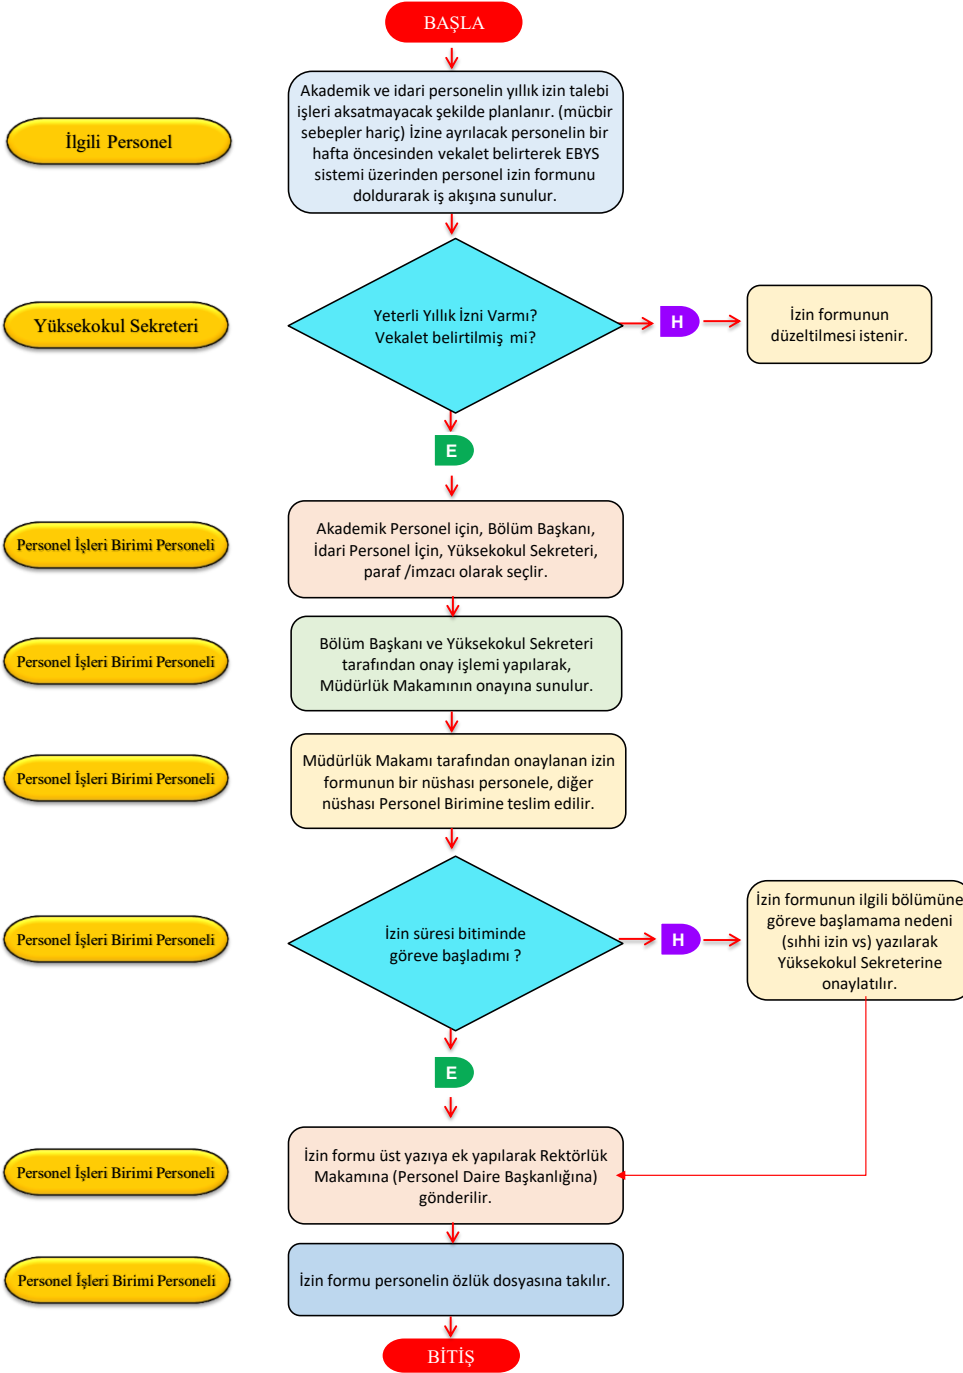 BAŞLA
İlgili Personel
Akademik ve idari personelin yıllık izin talebi
işleri aksatmayacak şekilde planlanır. (mücbir
sebepler hariç) İzine ayrılacak personelin bir
hafta öncesinden vekalet belirterek EBYS
sistemi üzerinden personel izin formunu
doldurarak iş akışına sunulur.
Yüksekokul Sekreteri
Yeterli Yıllık İzni Varmı?
Vekalet belirtilmiş mi?
H
İzin formunun
düzeltilmesi istenir.
E
Personel İşleri Birimi Personeli
Akademik Personel için, Bölüm Başkanı,
İdari Personel İçin, Yüksekokul Sekreteri,
paraf /imzacı olarak seçlir.
Personel İşleri Birimi Personeli
Bölüm Başkanı ve Yüksekokul Sekreteri
tarafından onay işlemi yapılarak,
Müdürlük Makamının onayına sunulur.
Personel İşleri Birimi Personeli
Müdürlük Makamı tarafından onaylanan izin
formunun bir nüshası personele, diğer
nüshası Personel Birimine teslim edilir.
Personel İşleri Birimi Personeli
İzin süresi bitiminde
göreve başladımı ?
H
İzin formunun ilgili bölümüne
göreve başlamama nedeni
(sıhhi izin vs) yazılarak
Yüksekokul Sekreterine
onaylatılır.
E
Personel İşleri Birimi Personeli
İzin formu üst yazıya ek yapılarak Rektörlük
Makamına (Personel Daire Başkanlığına)
gönderilir.
Personel İşleri Birimi Personeli
İzin formu personelin özlük dosyasına takılır.
BİTİŞ